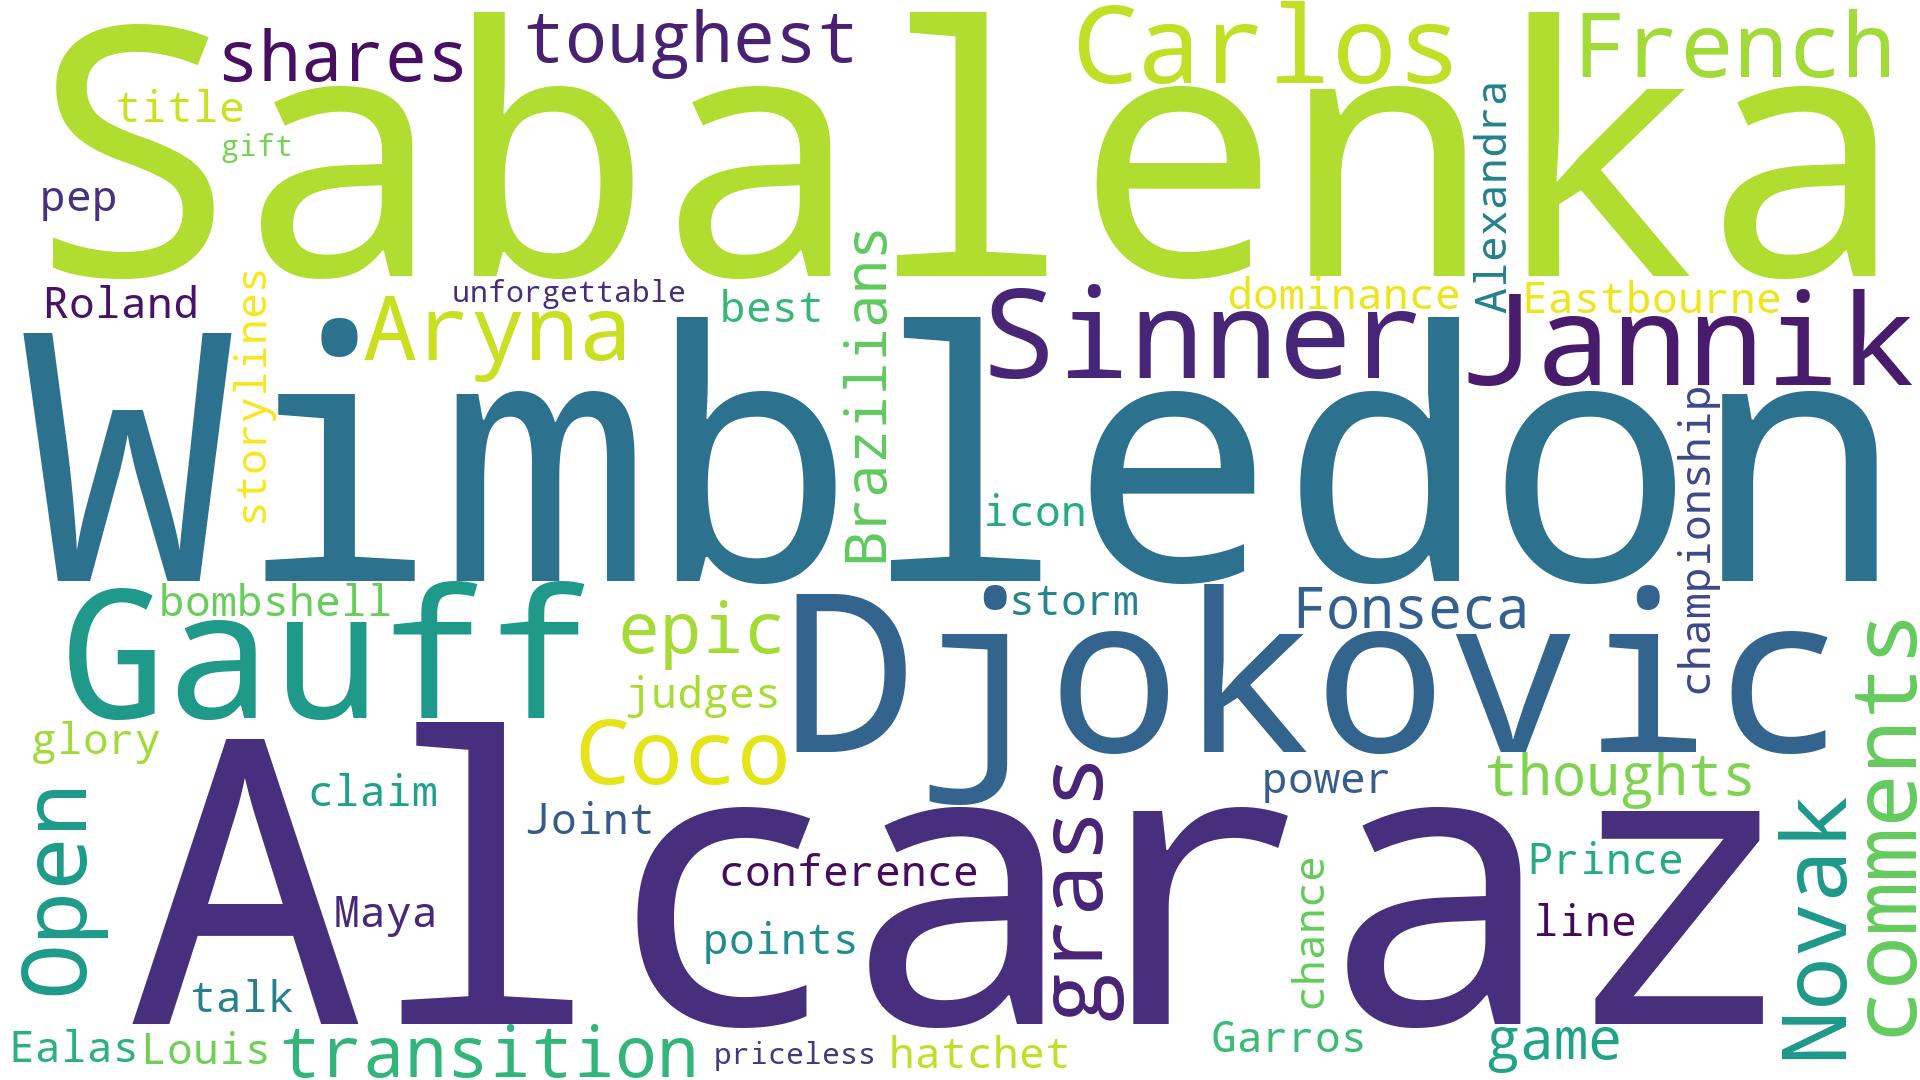 Sabalenka
shares
toughest
Carlos
French
title
gift
pep
Alexandra
Roland
storylines
unforgettable
Aryna
best
Brazilians
Sinner
dominance
Eastbourne
Jannik
Wimbledon
icon
championship
bombshell
Gauff
epic
storm
Fonseca
Djokovic
judges
comments
glory
Coco
power
thoughts
Open
claim
Joint
grass
Novak
Alcaraz
conference
Prince
chance
Maya
points
line
talk
Ealas
Louis
transition
priceless
hatchet
Garros
game